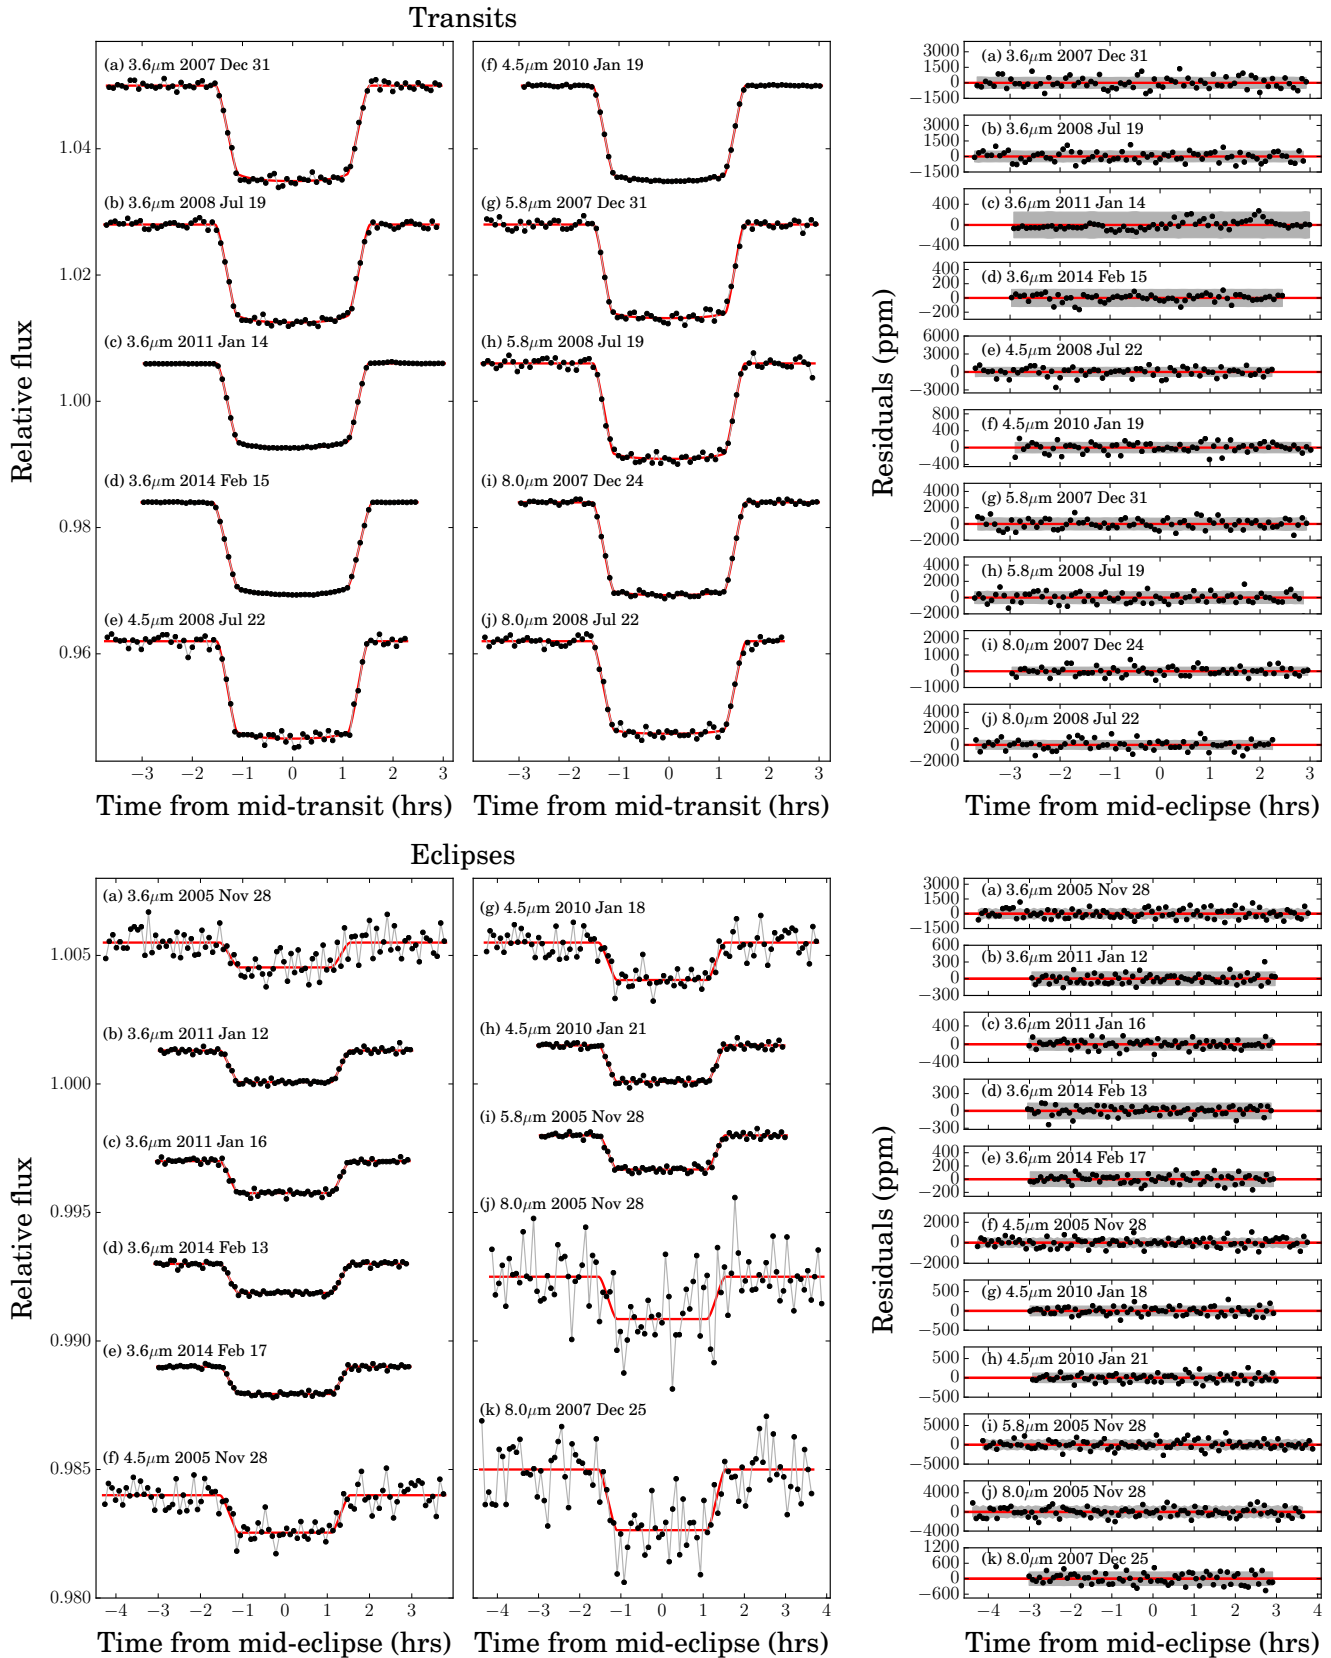 Transits
(a) 3.6μm 2007 Dec 31
(b) 3.6μm 2008 Jul 19
(c) 3.6μm 2011 Jan 14
(d) 3.6μm 2014 Feb 15
(e) 4.5μm 2008 Jul 22
1.04
1.02
1.00
0.98
0.96
Relative flux
−3 −2 −1 0 1 2 3
Time from mid-transit (hrs)
(f) 4.5μm 2010 Jan 19
(g) 5.8μm 2007 Dec 31
(h) 5.8μm 2008 Jul 19
(i) 8.0μm 2007 Dec 24
(j) 8.0μm 2008 Jul 22
−3 −2 −1 0 1 2 3
Time from mid-transit (hrs)
Residuals (ppm)
(a) 3.6μm 2007 Dec 31
3000
1500
0
−1500
(b) 3.6μm 2008 Jul 19
3000
1500
0
−1500
(c) 3.6μm 2011 Jan 14
400
0
−400
(d) 3.6μm 2014 Feb 15
400
200
0
−200
(e) 4.5μm 2008 Jul 22
6000
3000
0
−3000
(f) 4.5μm 2010 Jan 19
800
400
0
−400
(g) 5.8μm 2007 Dec 31
4000
2000
0
−2000
(h) 5.8μm 2008 Jul 19
4000
2000
0
−2000
(i) 8.0μm 2007 Dec 24
2000
1000
0
−1000
(j) 8.0μm 2008 Jul 22
4000
2000
0
−2000
−3 −2 −1 0 1 2 3
Time from mid-eclipse (hrs)
Eclipses
(a) 3.6μm 2005 Nov 28
(b) 3.6μm 2011 Jan 12
(c) 3.6μm 2011 Jan 16
(d) 3.6μm 2014 Feb 13
(e) 3.6μm 2014 Feb 17
(f) 4.5μm 2005 Nov 28
1.005
1.000
0.995
0.990
0.985
0.980
Relative flux
−4 −3 −2 −1 0 1 2 3
Time from mid-eclipse (hrs)
(g) 4.5μm 2010 Jan 18
(h) 4.5μm 2010 Jan 21
(i) 5.8μm 2005 Nov 28
(j) 8.0μm 2005 Nov 28
(k) 8.0μm 2007 Dec 25
−4 −3 −2 −1 0 1 2 3 4
Time from mid-eclipse (hrs)
Residuals (ppm)
(a) 3.6μm 2005 Nov 28
3000
1500
0
−1500
(b) 3.6μm 2011 Jan 12
600
300
0
−300
(c) 3.6μm 2011 Jan 16
400
0
−400
(d) 3.6μm 2014 Feb 13
300
0
−300
(e) 3.6μm 2014 Feb 17
400
200
0
−200
(f) 4.5μm 2005 Nov 28
2000
0
−2000
(g) 4.5μm 2010 Jan 18
500
0
−500
(h) 4.5μm 2010 Jan 21
500
0
−500
(i) 5.8μm 2005 Nov 28
5000
0
−5000
(j) 8.0μm 2005 Nov 28
4000
0
−4000
(k) 8.0μm 2007 Dec 25
1200
600
0
−600
−4 −3 −2 −1 0 1 2 3 4
Time from mid-eclipse (hrs)